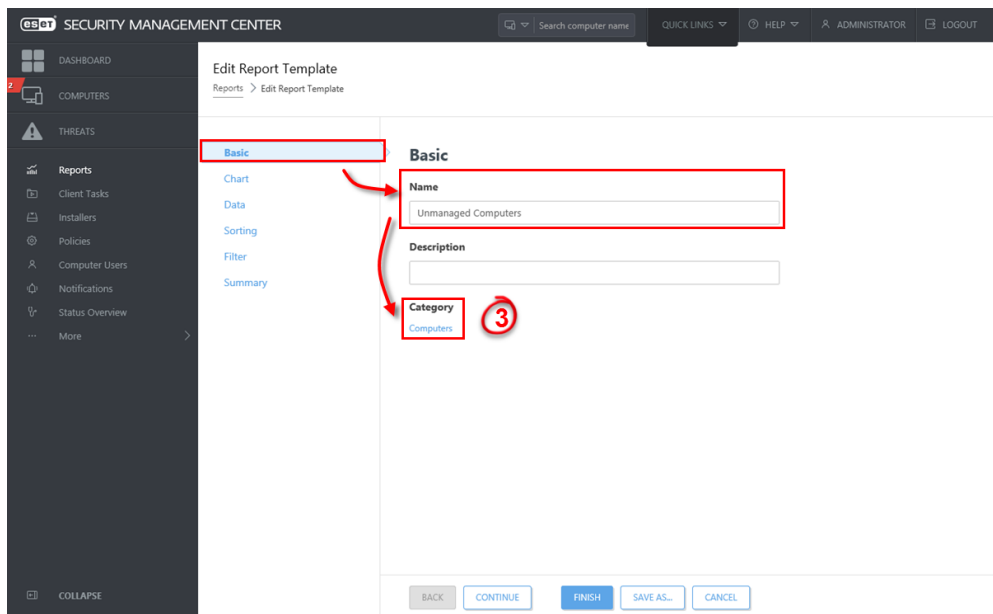 eseT SECURITY MANAGEMENT CENTER
Search computer name
QUICK LINKS
HELP
ADMINISTRATOR
LOGOUT
DASHBOARD
2
COMPUTERS
THREATS
Reports
Client Tasks
Installers
Policies
Computer Users
Notifications
Status Overview
More
COLLAPSE
Edit Report Template
Reports > Edit Report Template
Basic
Chart
Data
Sorting
Filter
Summary
Basic
Name
Unmanaged Computers
Description
Category
Computers
3
BACK
CONTINUE
FINISH
SAVE AS...
CANCEL